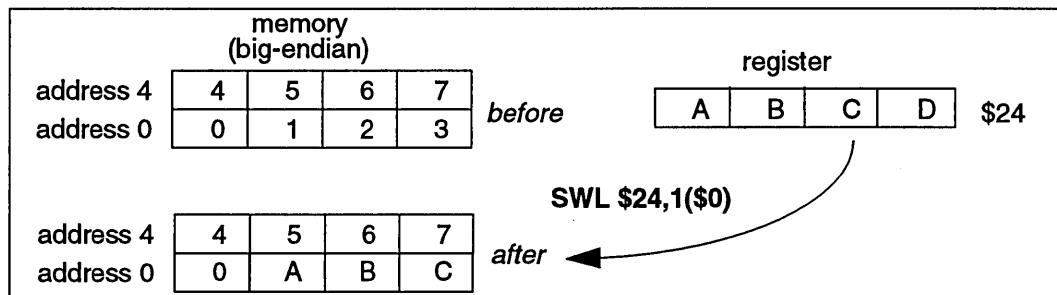 memory
(big-endian)
address 4 4 5 6 7
address 0 0 1 2 3
before
register
A B C D $24
SWL $24,1($0)
address 4 4 5 6 7
address 0 0 A B C
after